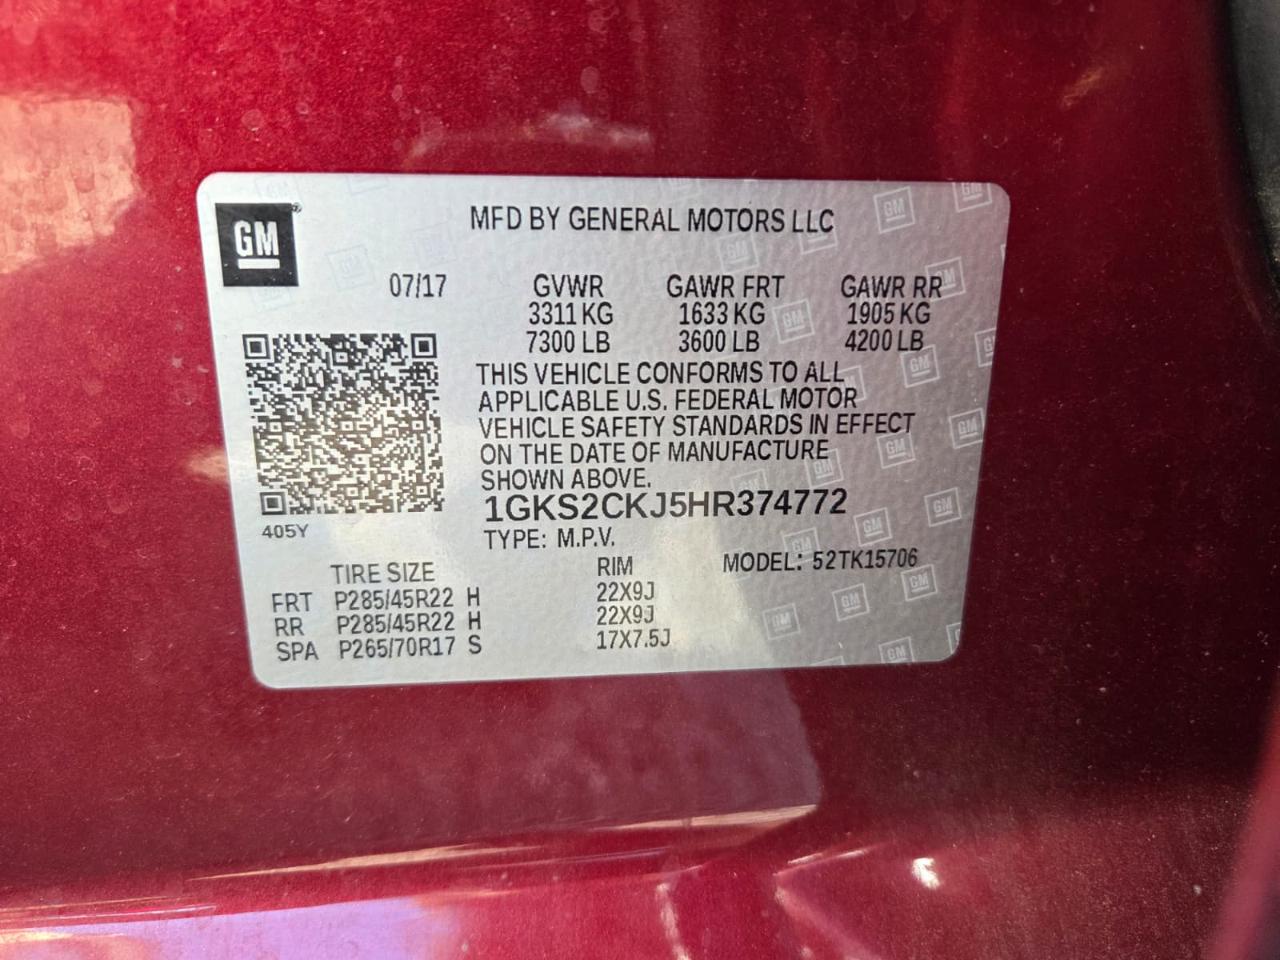 GM
MFD BY GENERAL MOTORS LLC
07/17 GVWR GAWR FRT GAWR RR
3311 KG 1633 KG 1905 KG
7300 LB 3600 LB 4200 LB
THIS VEHICLE CONFORMS TO ALL
APPLICABLE U.S. FEDERAL MOTOR
VEHICLE SAFETY STANDARDS IN EFFECT
ON THE DATE OF MANUFACTURE
SHOWN ABOVE.
1GKS2CKJ5HR374772
405Y
TYPE: M.P.V.
TIRE SIZE RIM MODEL: 52TK15706
FRT P285/45R22 H 22X9J
RR P285/45R22 H 22X9J
SPA P265/70R17 S 17X7.5J